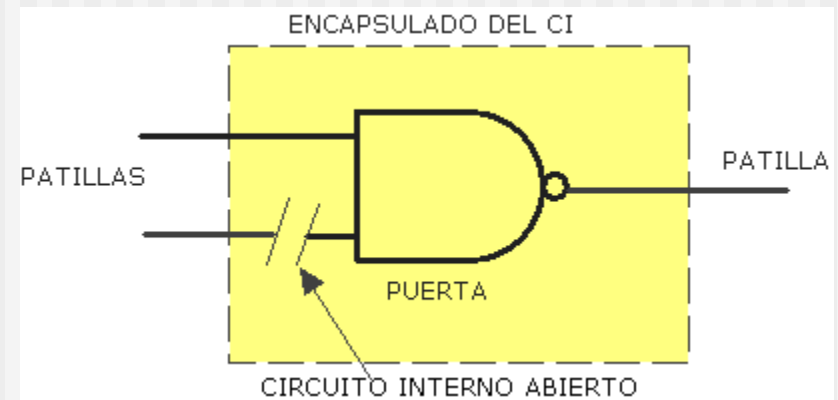 ENCAPSULADO DEL CI
PATILLA
PATILLAS
PUERTA
CIRCUITO INTERNO ABIERTO